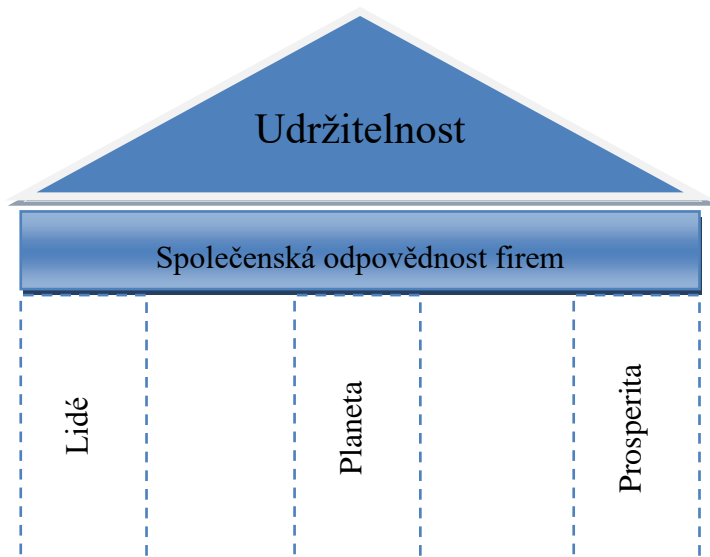 Udržitelnost
Společenská odpovědnost firem
Lidé
Planeta
Prosperita